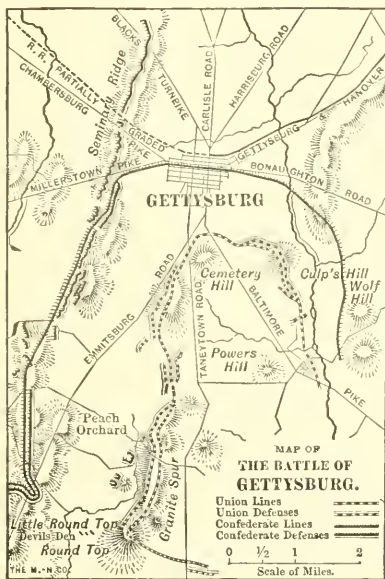 BLACKS
TURNBIKE
R.R. PARTIALLY
GRADED
CHAMBERSBURG
PIKE
Seminary Ridge
CARLISLE ROAD
HARRISBURG ROAD
GETTYSBURG
HANOVER
MILLERSTOWN
PIKE
BONAUGHTON
ROAD
GETTYSBURG
EMMITSBURG
ROAD
Cemetery
Hill
TANEYTOWN ROAD
BALTIMORE
PIKE
Culp's Hill
Wolf
Hill
Powers
Hill
Peach
Orchard
Granite Spur
Little Round Top
Devils Den
Round Top
THE M.-N. CO.
MAP OF
THE BATTLE OF
GETTYSBURG.
Union Lines
Union Defenses
Confederate Lines
Confederate Defenses
0 1/2 1 2
Scale of Miles.